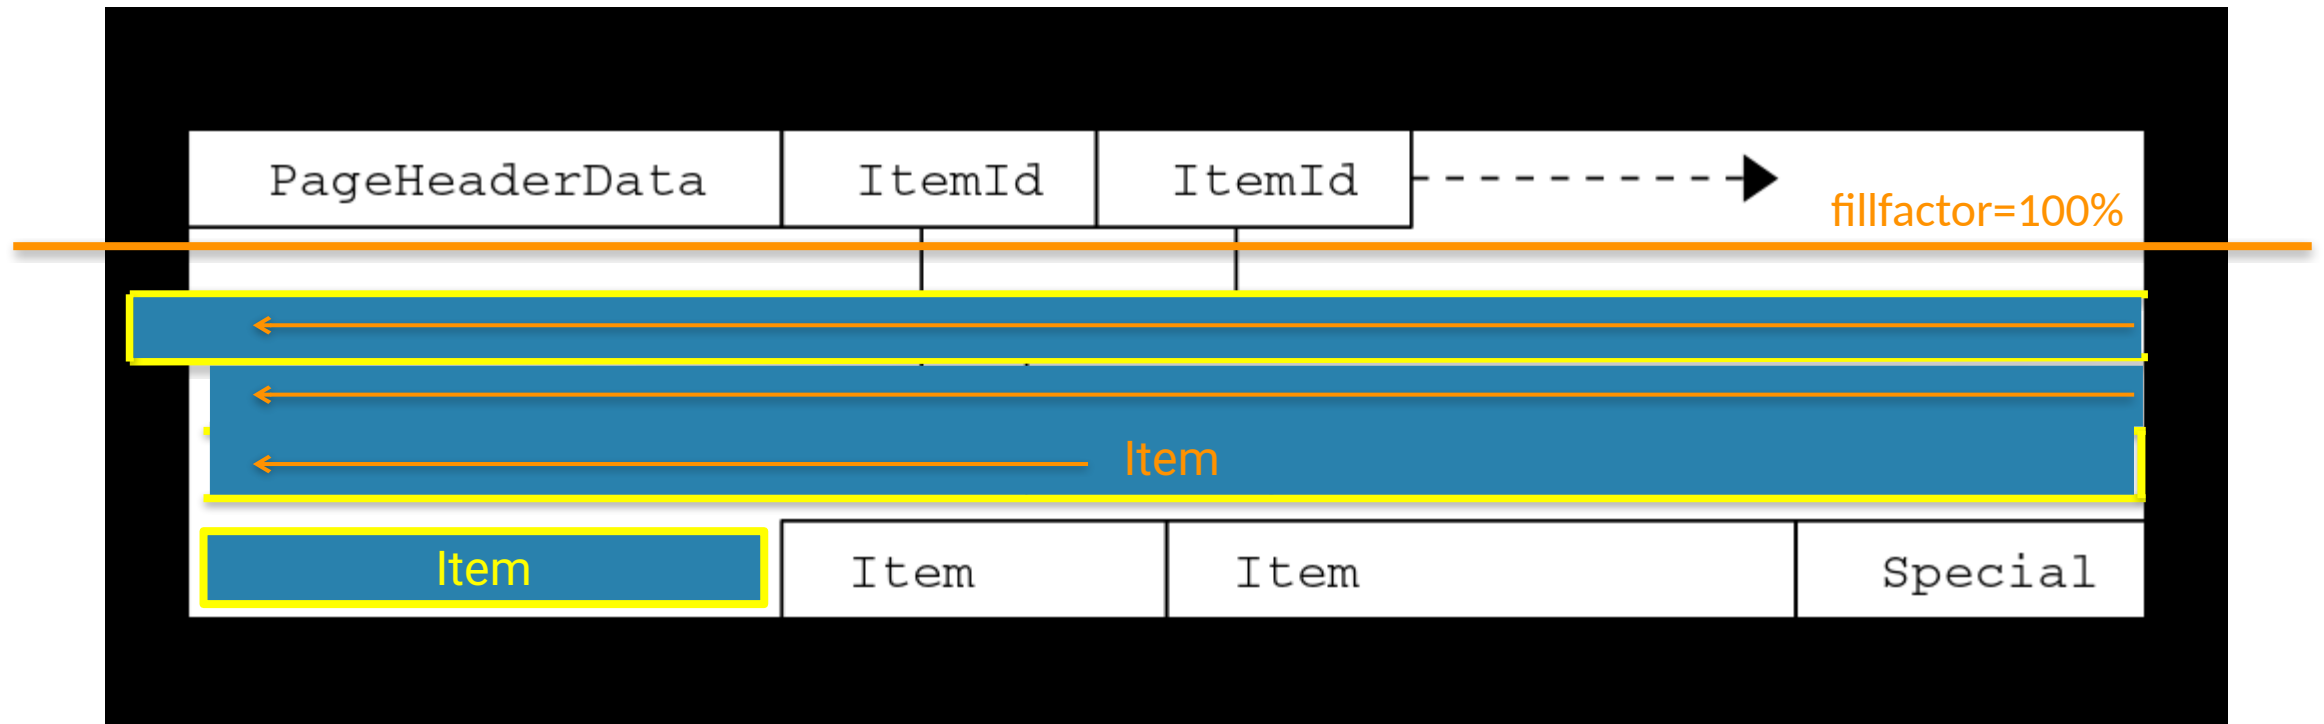 PageHeaderData ItemId ItemId
fillfactor=100%
Item
Item Item Item Special